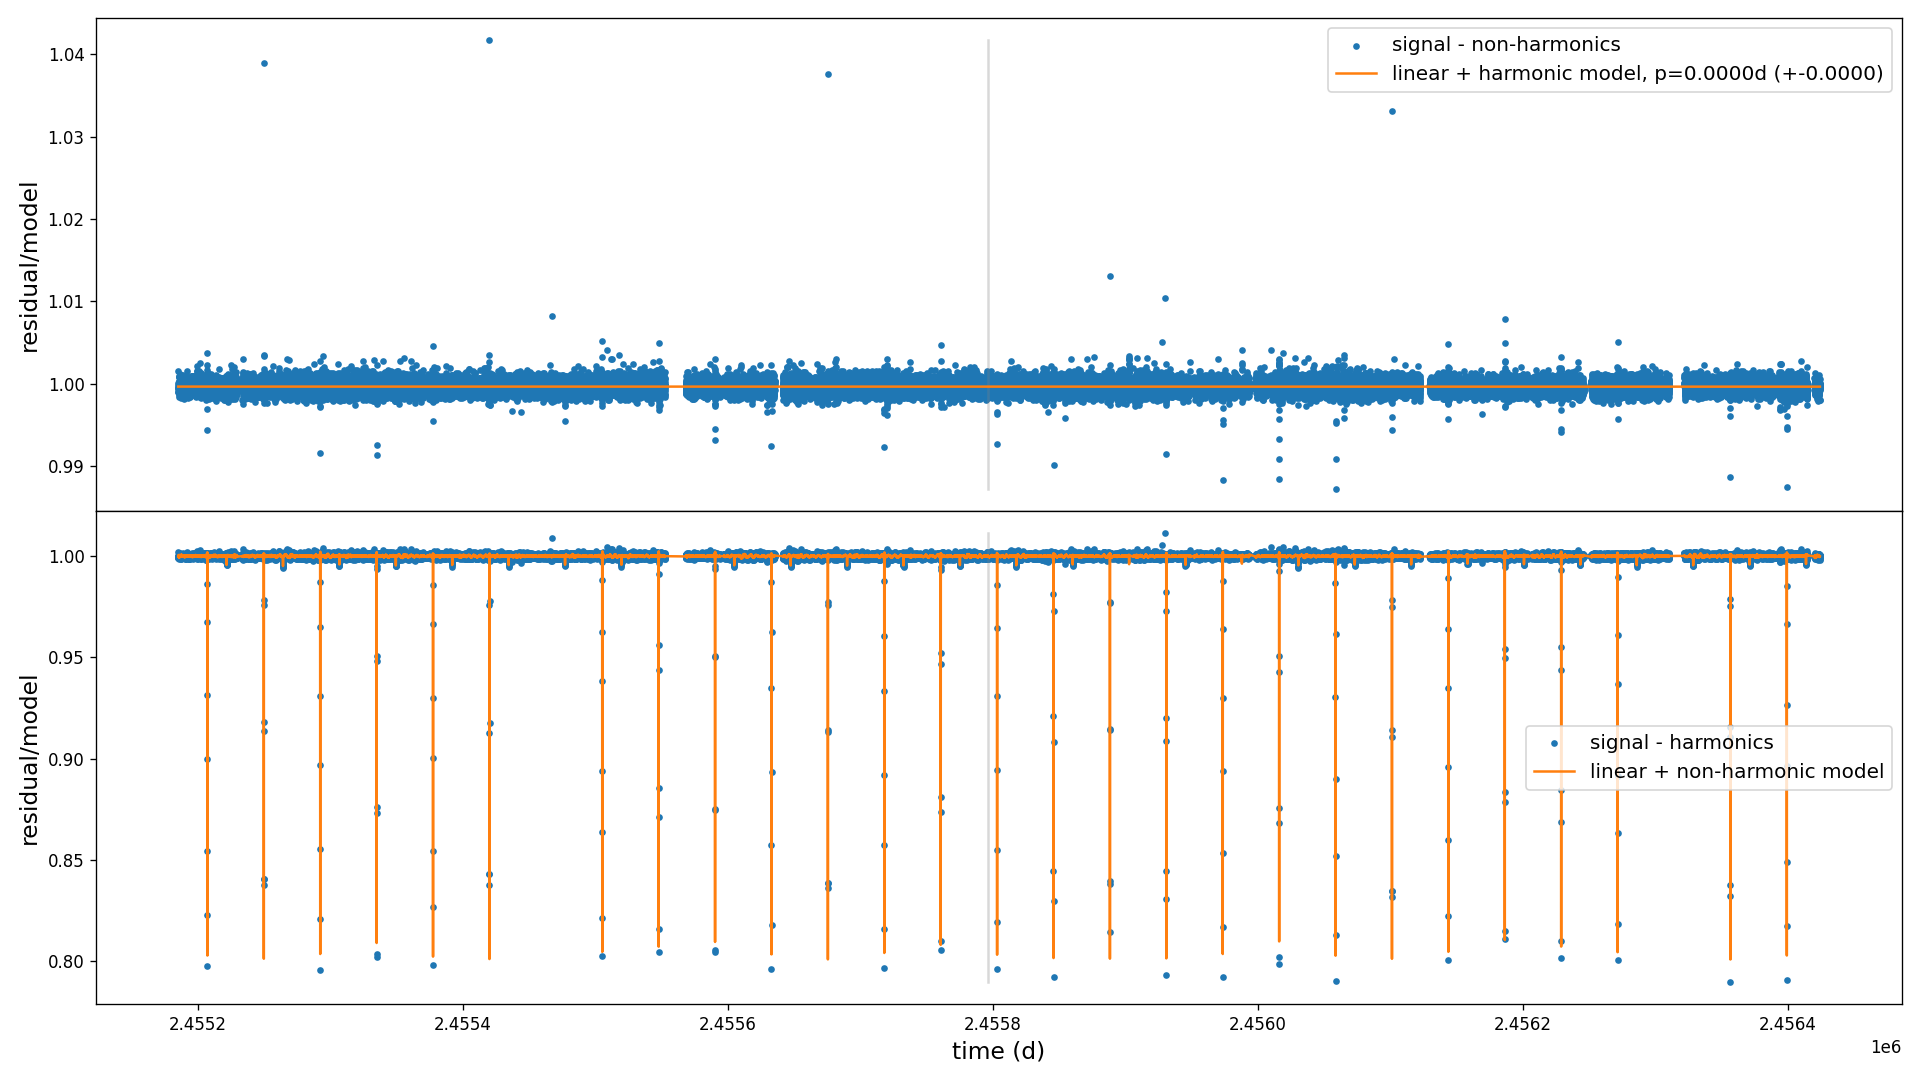 1.04
1.03
1.02
1.01
1.00
0.99
residual/model
signal - non-harmonics
linear + harmonic model, p=0.0000d (+-0.0000)
1.00
0.95
0.90
0.85
0.80
residual/model
signal - harmonics
linear + non-harmonic model
2.4552 2.4554 2.4556 2.4558 2.4560 2.4562 2.4564
time (d)
1e6